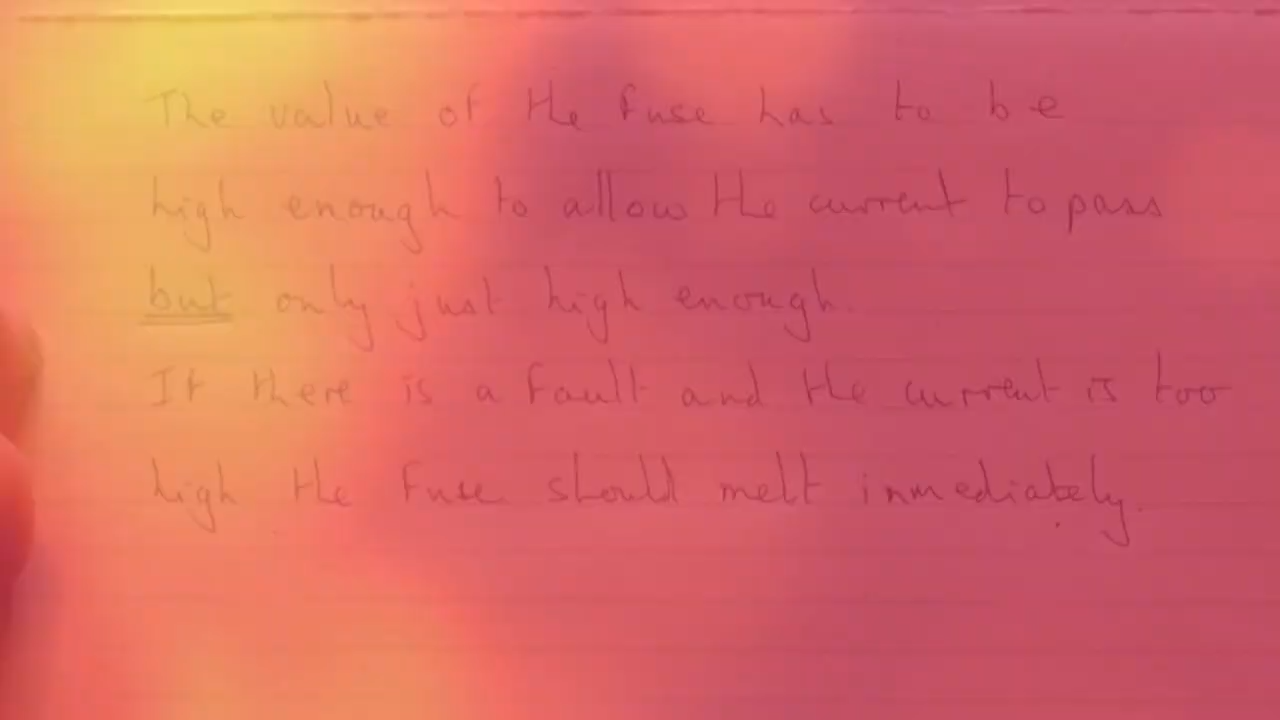 The value of the fuse has to be
high enough to allow the current to pass
but only just high enough.
If there is a fault and the current is too
high the fuse should melt immediately.